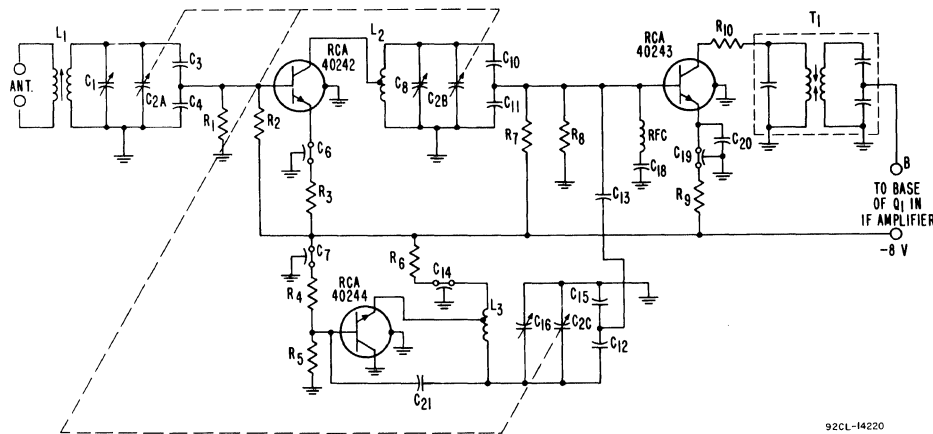 L1
ANT.
C1
C2A
C3
C4
R1
R2
RCA
40242
C6
R3
L2
C8
C2B
C10
C11
R7
R8
RFC
C18
C13
RCA
40243
R10
C19
C20
R9
T1
B
TO BASE
OF Q1 IN
IF AMPLIFIER
-8 V
C7
R4
R5
RCA
40244
R6
C14
L3
C16
C2C
C15
C12
C21
92CL-14220